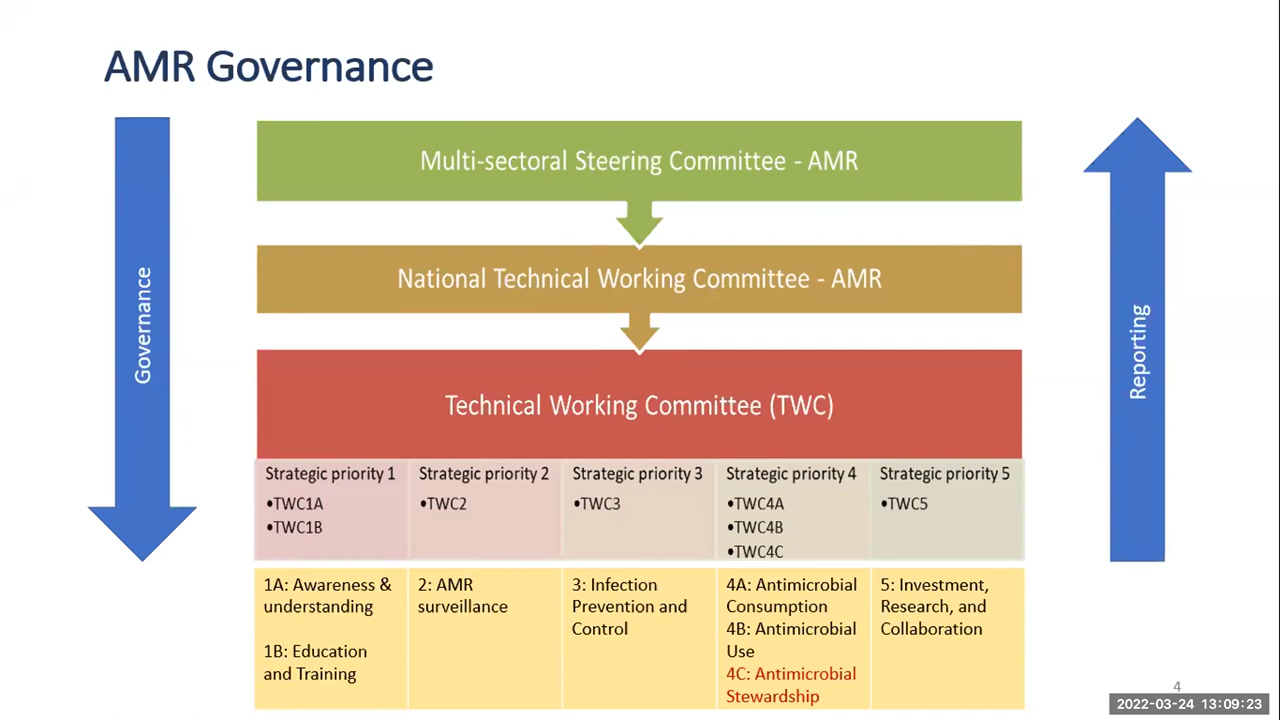 AMR Governance
Governance
Multi-sectoral Steering Committee - AMR
National Technical Working Committee - AMR
Technical Working Committee (TWC)
Strategic priority 1
•TWC1A
•TWC1B
Strategic priority 2
•TWC2
Strategic priority 3
•TWC3
Strategic priority 4
•TWC4A
•TWC4B
•TWC4C
Strategic priority 5
•TWC5
1A: Awareness &
understanding
1B: Education
and Training
2: AMR
surveillance
3: Infection
Prevention and
Control
4A: Antimicrobial
Consumption
4B: Antimicrobial
Use
4C: Antimicrobial
Stewardship
5: Investment,
Research, and
Collaboration
Reporting
4
2022-03-24 13:09:23